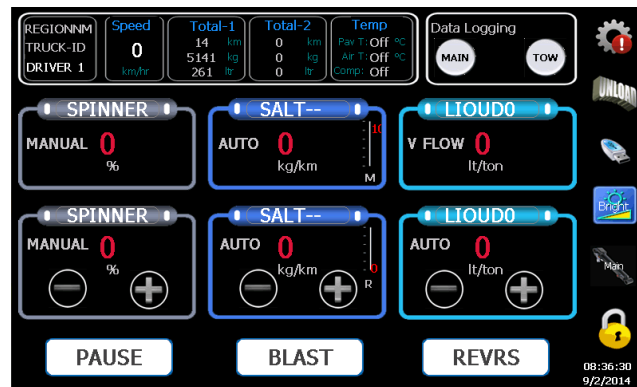 REGIONNM
TRUCK-ID
DRIVER 1
Speed
0
km/hr
Total-1
14 km
5141 kg
261 ltr
Total-2
0 km
0 kg
0 ltr
Temp
Pav T: Off °C
Air T: Off °C
Comp: Off
Data Logging
MAIN
TOW
UNLOAD
SPINNER
MANUAL 0
%
SALT--
AUTO 0
kg/km
10
M
LIOUD0
V FLOW 0
lt/ton
Bright
SPINNER
MANUAL 0
%
SALT--
AUTO 0
kg/km
0
R
LIOUD0
AUTO 0
lt/ton
Main
PAUSE
BLAST
REVRS
08:36:30
9/2/2014